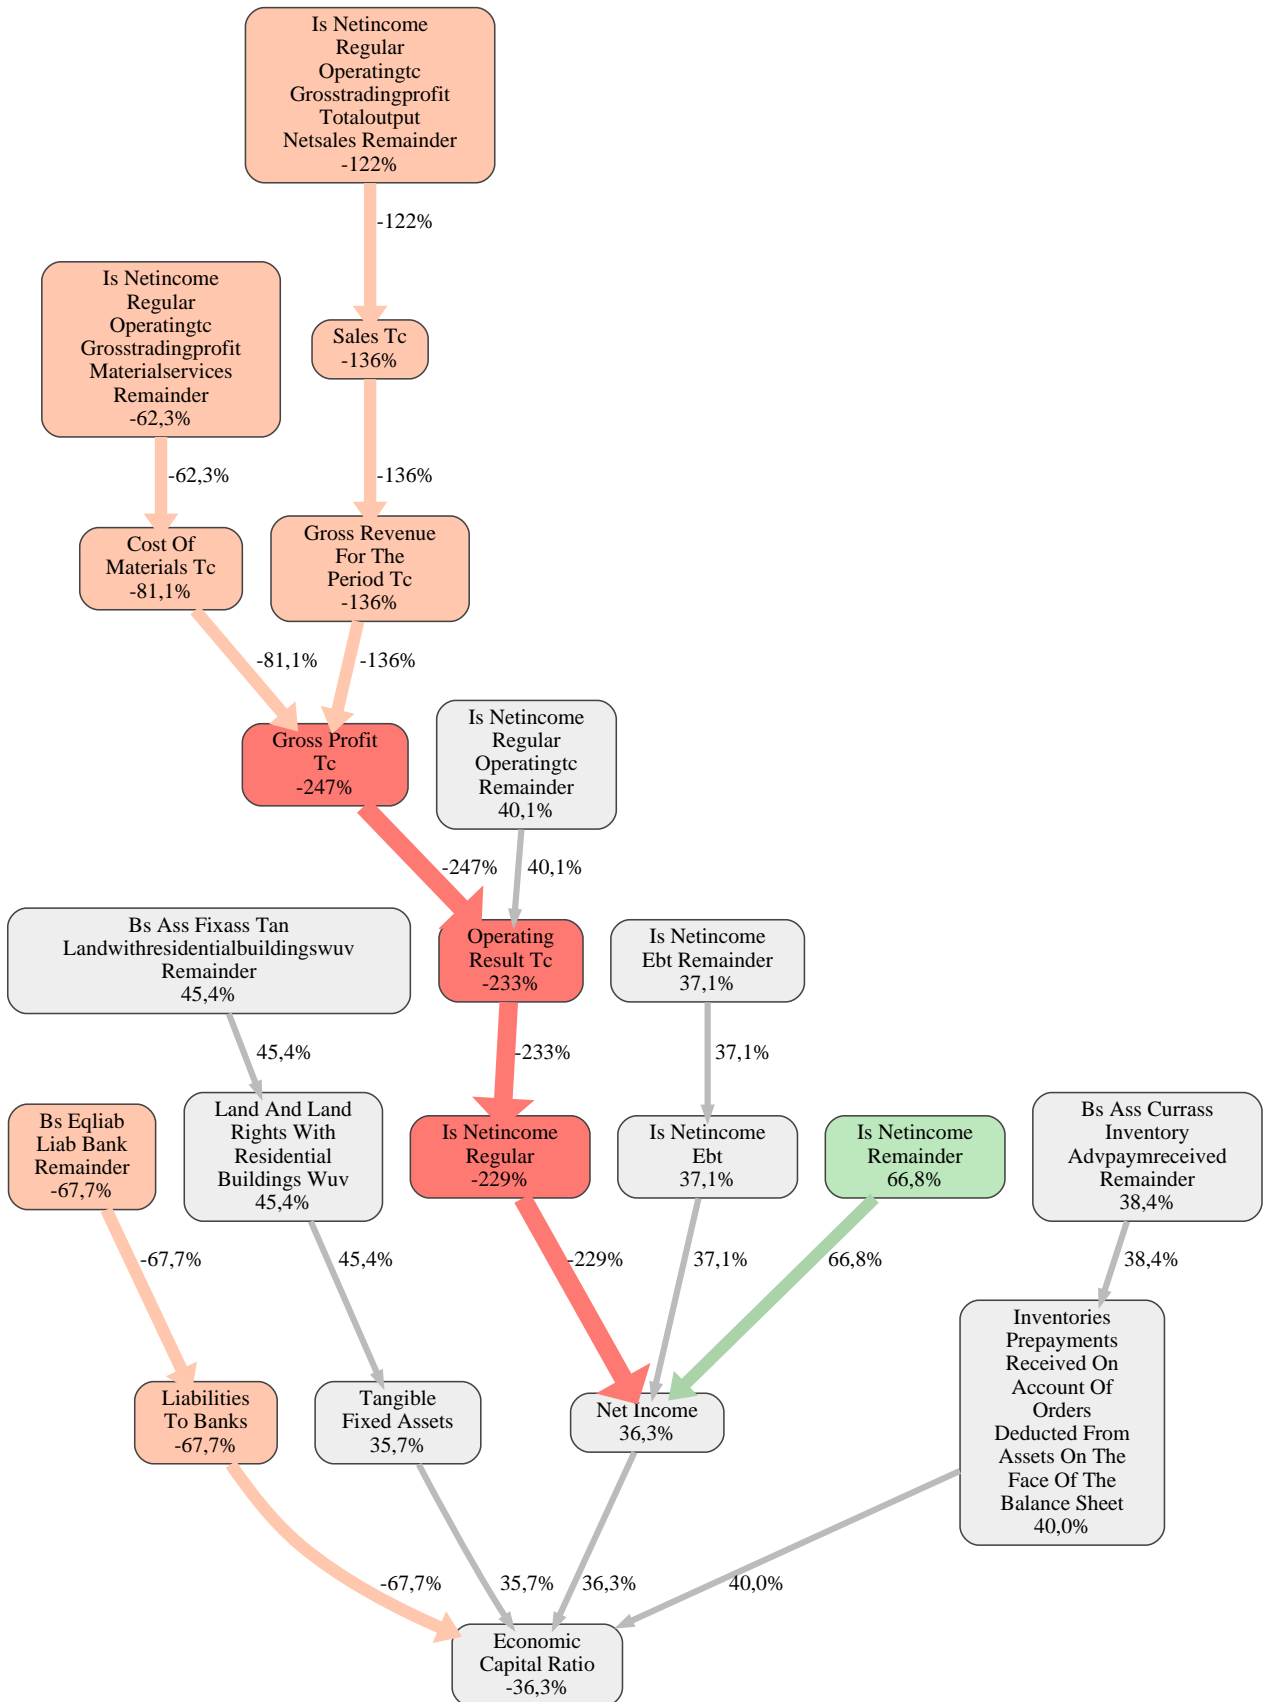 Is Netincome
Regular
Operatingtc
Grosstradingprofit
Totaloutput
Netsales Remainder
-122%
-122%
Is Netincome
Regular
Operatingtc
Grosstradingprofit
Materialservices
Remainder
-62,3%
Sales Tc
-136%
-62,3%
-136%
Cost Of
Materials Tc
-81,1%
Gross Revenue
For The
Period Tc
-136%
-81,1%
-136%
Gross Profit
Tc
-247%
Is Netincome
Regular
Operatingtc
Remainder
40,1%
-247%
40,1%
Bs Ass Fixass Tan
Landwithresidentialbuildingswuv
Remainder
45,4%
Operating
Result Tc
-233%
Is Netincome
Ebt Remainder
37,1%
45,4%
-233%
37,1%
Bs Eqliab
Liab Bank
Remainder
-67,7%
Land And Land
Rights With
Residential
Buildings Wuv
45,4%
Is Netincome
Regular
-229%
Is Netincome
Ebt
37,1%
Is Netincome
Remainder
66,8%
Bs Ass Currass
Inventory
Advpaymreceived
Remainder
38,4%
-67,7%
45,4%
-229%
37,1%
66,8%
38,4%
Liabilities
To Banks
-67,7%
Tangible
Fixed Assets
35,7%
Net Income
36,3%
Inventories
Prepayments
Received On
Account Of
Orders
Deducted From
Assets On The
Face Of The
Balance Sheet
40,0%
-67,7%
35,7%
36,3%
40,0%
Economic
Capital Ratio
-36,3%